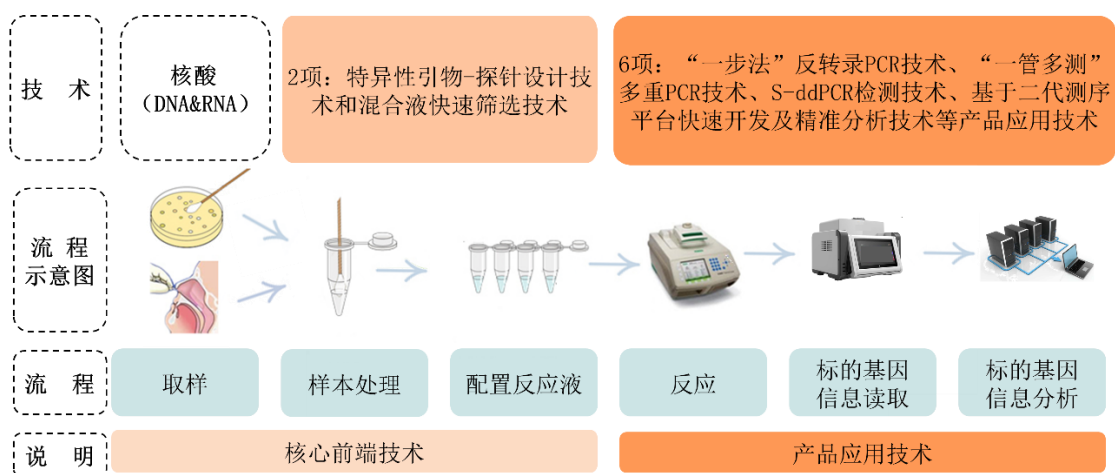 技 术
核酸
（DNA&RNA）
2项：特异性引物-探针设计技
术和混合液快速筛选技术
6项：“一步法”反转录PCR技术、“一管多测”
多重PCR技术、S-ddPCR检测技术、基于二代测序
平台快速开发及精准分析技术等产品应用技术
流 程
示意图
流 程
取样
样本处理
配置反应液
反应
标的基因
信息读取
标的基因
信息分析
说 明
核心前端技术
产品应用技术